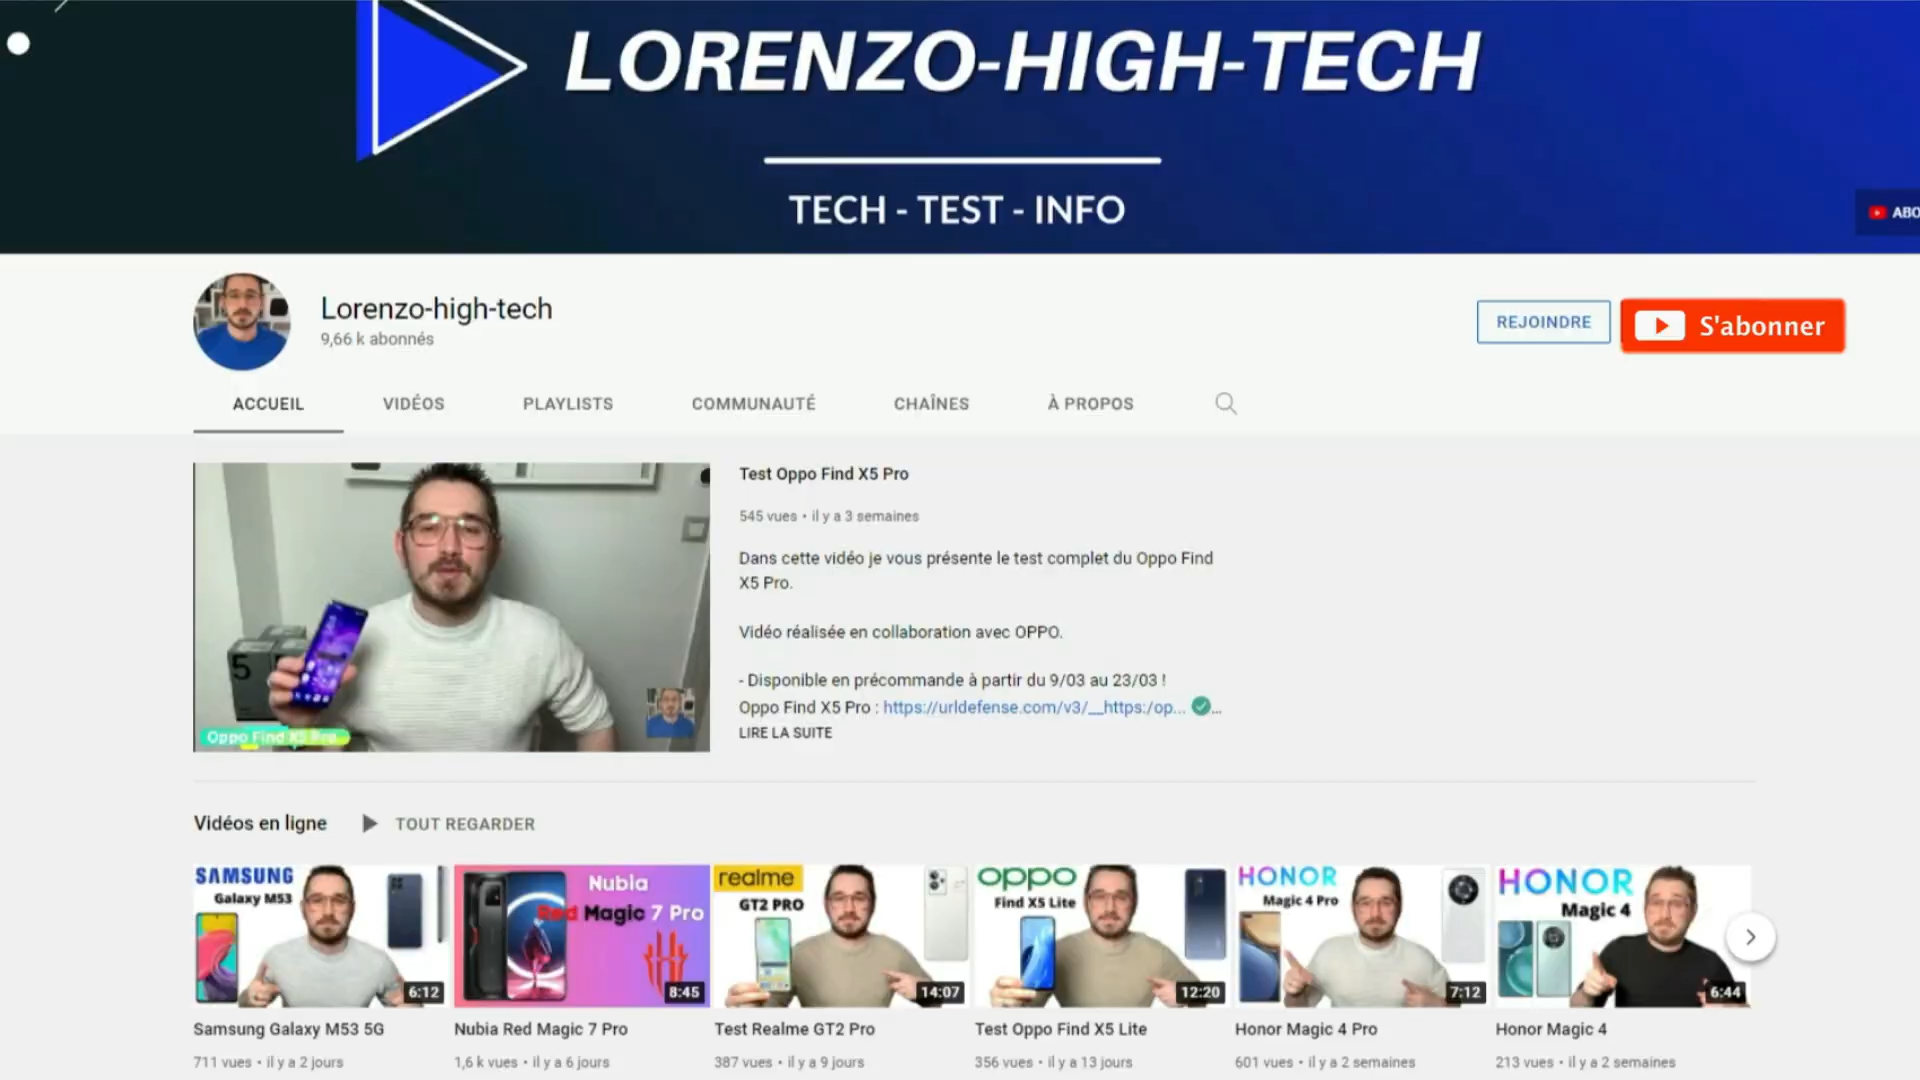 LORENZO-HIGH-TECH
TECH - TEST - INFO
ABO
Lorenzo-high-tech
9,66 k abonnés
REJOINDRE
S'abonner
ACCUEIL
VIDÉOS
PLAYLISTS
COMMUNAUTÉ
CHAÎNES
À PROPOS
5
Oppo Find X5 Pro
Test Oppo Find X5 Pro
545 vues • il y a 3 semaines
Dans cette vidéo je vous présente le test complet du Oppo Find
X5 Pro.
Vidéo réalisée en collaboration avec OPPO.
- Disponible en précommande à partir du 9/03 au 23/03 !
Oppo Find X5 Pro : https://urldefense.com/v3/__https:/op... ...
LIRE LA SUITE
Vidéos en ligne
TOUT REGARDER
SAMSUNG
Galaxy M53
6:12
Nubia
Red Magic 7 Pro
8:45
realme
GT2 PRO
14:07
oppo
Find X5 Lite
12:20
HONOR
Magic 4 Pro
7:12
HONOR
Magic 4
6:44
Samsung Galaxy M53 5G
711 vues • il y a 2 jours
Nubia Red Magic 7 Pro
1,6 k vues • il y a 6 jours
Test Realme GT2 Pro
387 vues • il y a 9 jours
Test Oppo Find X5 Lite
356 vues • il y a 13 jours
Honor Magic 4 Pro
601 vues • il y a 2 semaines
Honor Magic 4
213 vues • il y a 2 semaines